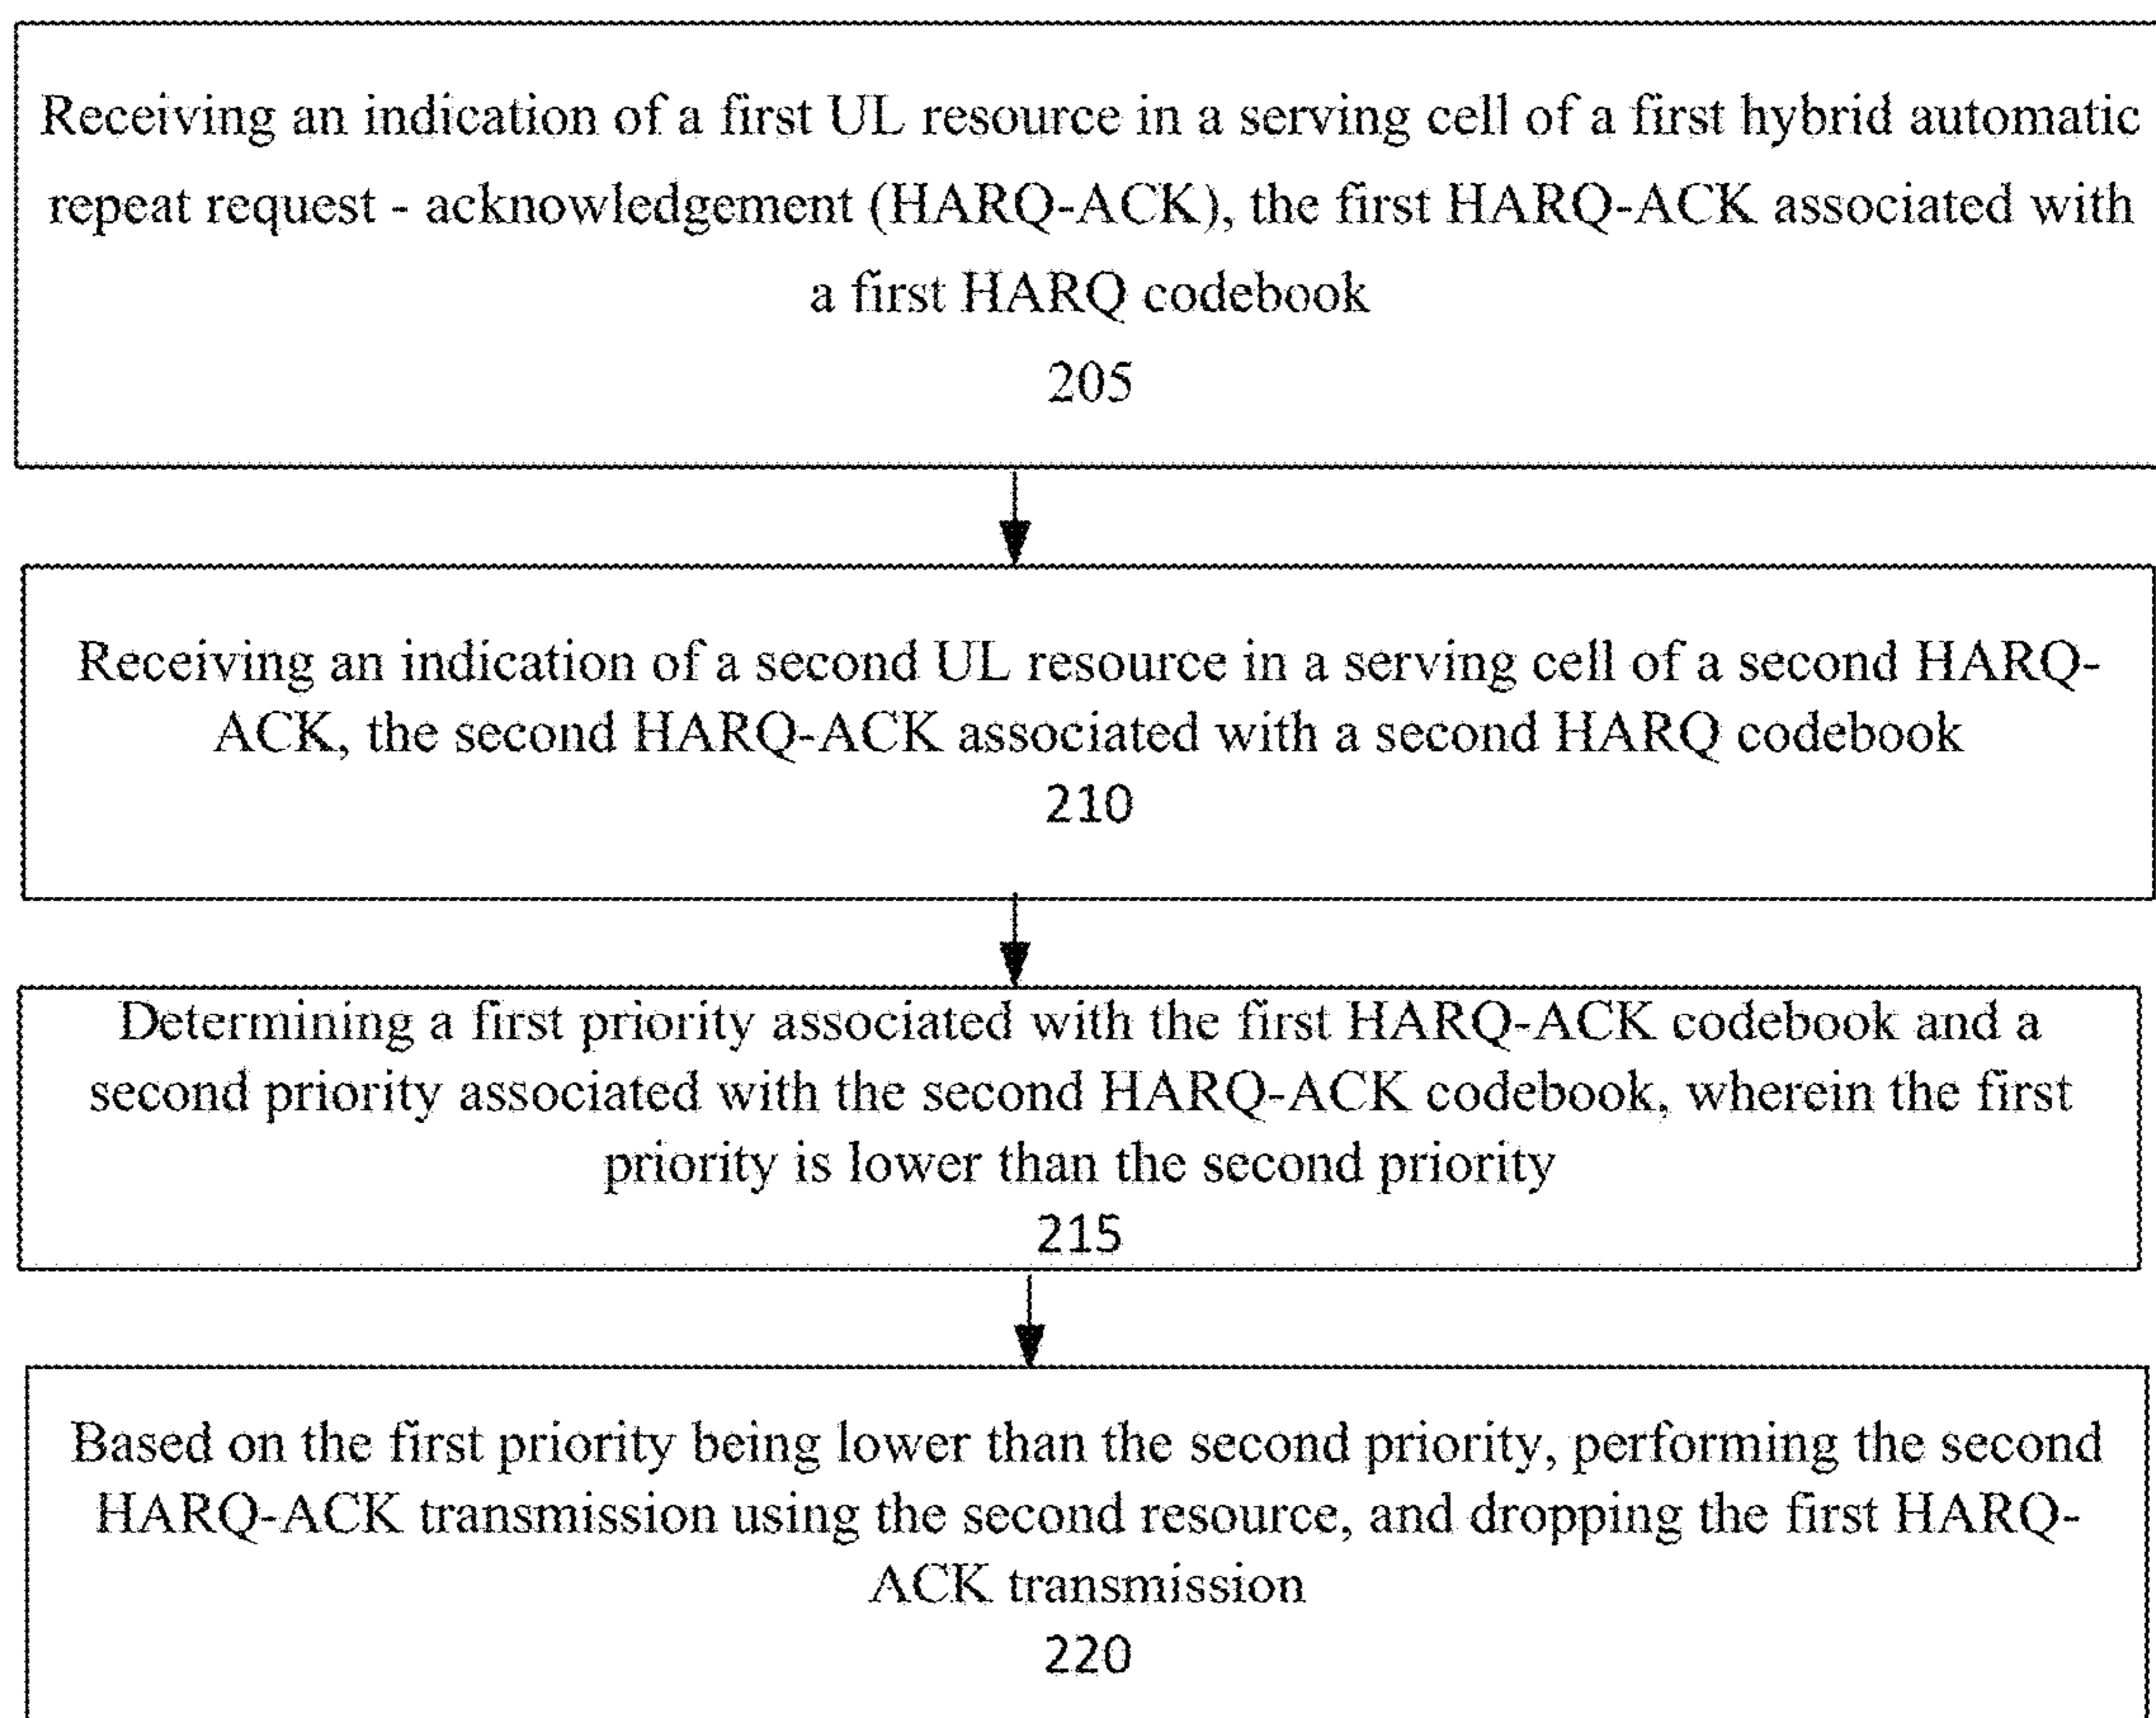 Receiving an indication of a first UL resource in a serving cell of a first hybrid automatic
repeat request - acknowledgement (HARQ-ACK), the first HARQ-ACK associated with
a first HARQ codebook
205
Receiving an indication of a second UL resource in a serving cell of a second HARQ-
ACK, the second HARQ-ACK associated with a second HARQ codebook
210
Determining a first priority associated with the first HARQ-ACK codebook and a
second priority associated with the second HARQ-ACK codebook, wherein the first
priority is lower than the second priority
215
Based on the first priority being lower than the second priority, performing the second
HARQ-ACK transmission using the second resource, and dropping the first HARQ-
ACK transmission
220